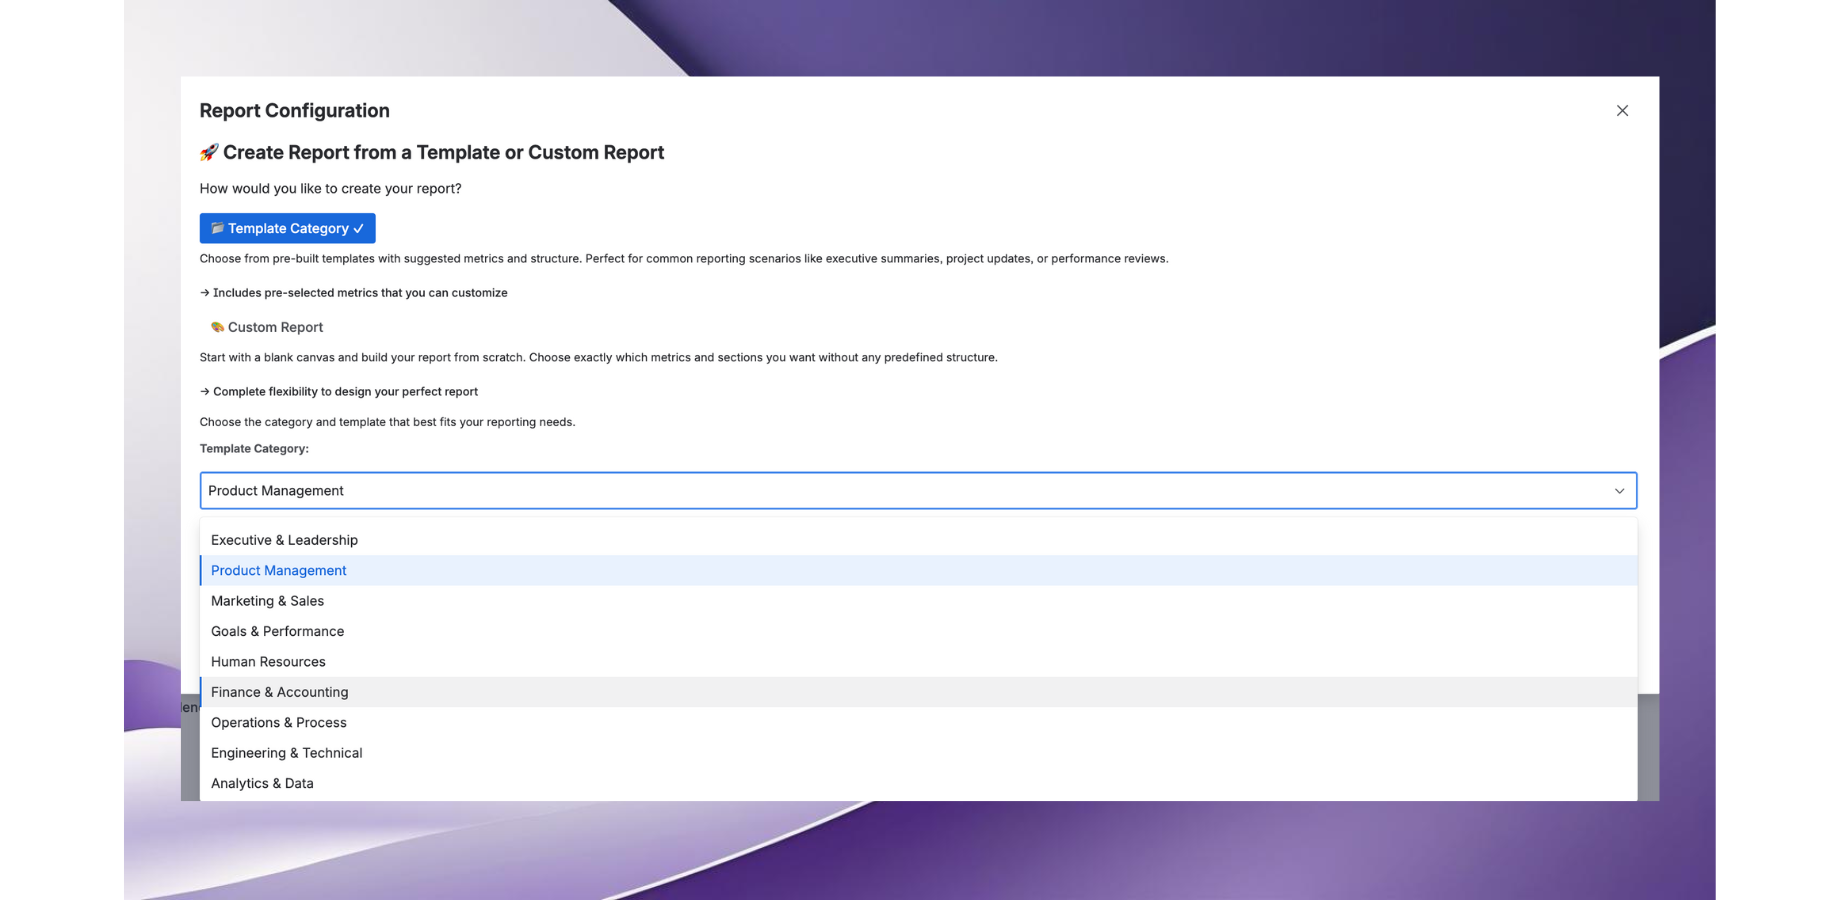 Report Configuration
🚀 Create Report from a Template or Custom Report
How would you like to create your report?
Template Category ✓
Choose from pre-built templates with suggested metrics and structure. Perfect for common reporting scenarios like executive summaries, project updates, or performance reviews.
→ Includes pre-selected metrics that you can customize
🎨 Custom Report
Start with a blank canvas and build your report from scratch. Choose exactly which metrics and sections you want without any predefined structure.
→ Complete flexibility to design your perfect report
Choose the category and template that best fits your reporting needs.
Template Category:
Product Management
Executive & Leadership
Product Management
Marketing & Sales
Goals & Performance
Human Resources
Finance & Accounting
Operations & Process
Engineering & Technical
Analytics & Data